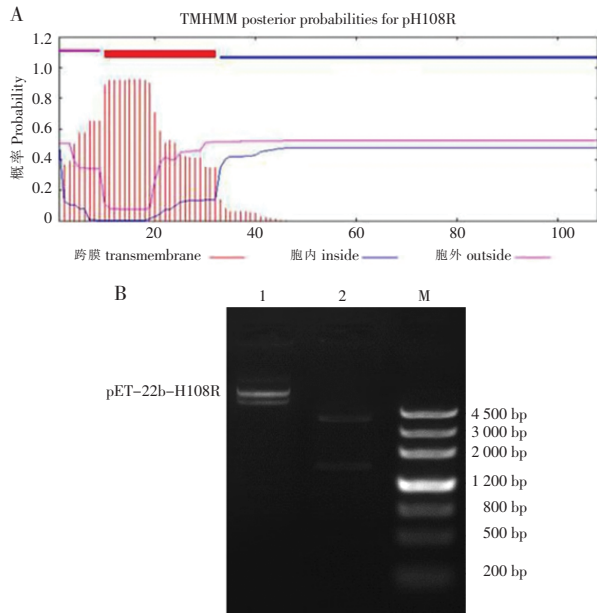 A
TMHMM posterior probabilities for pH108R
1.2
1.0
0.8
0.6
0.4
0.2
0
概率 Probability
20 40 60 80 100
跨膜 transmembrane 胞内 inside 胞外 outside
B
1 2 M
pET-22b-H108R
4 500 bp
3 000 bp
2 000 bp
1 200 bp
800 bp
500 bp
200 bp